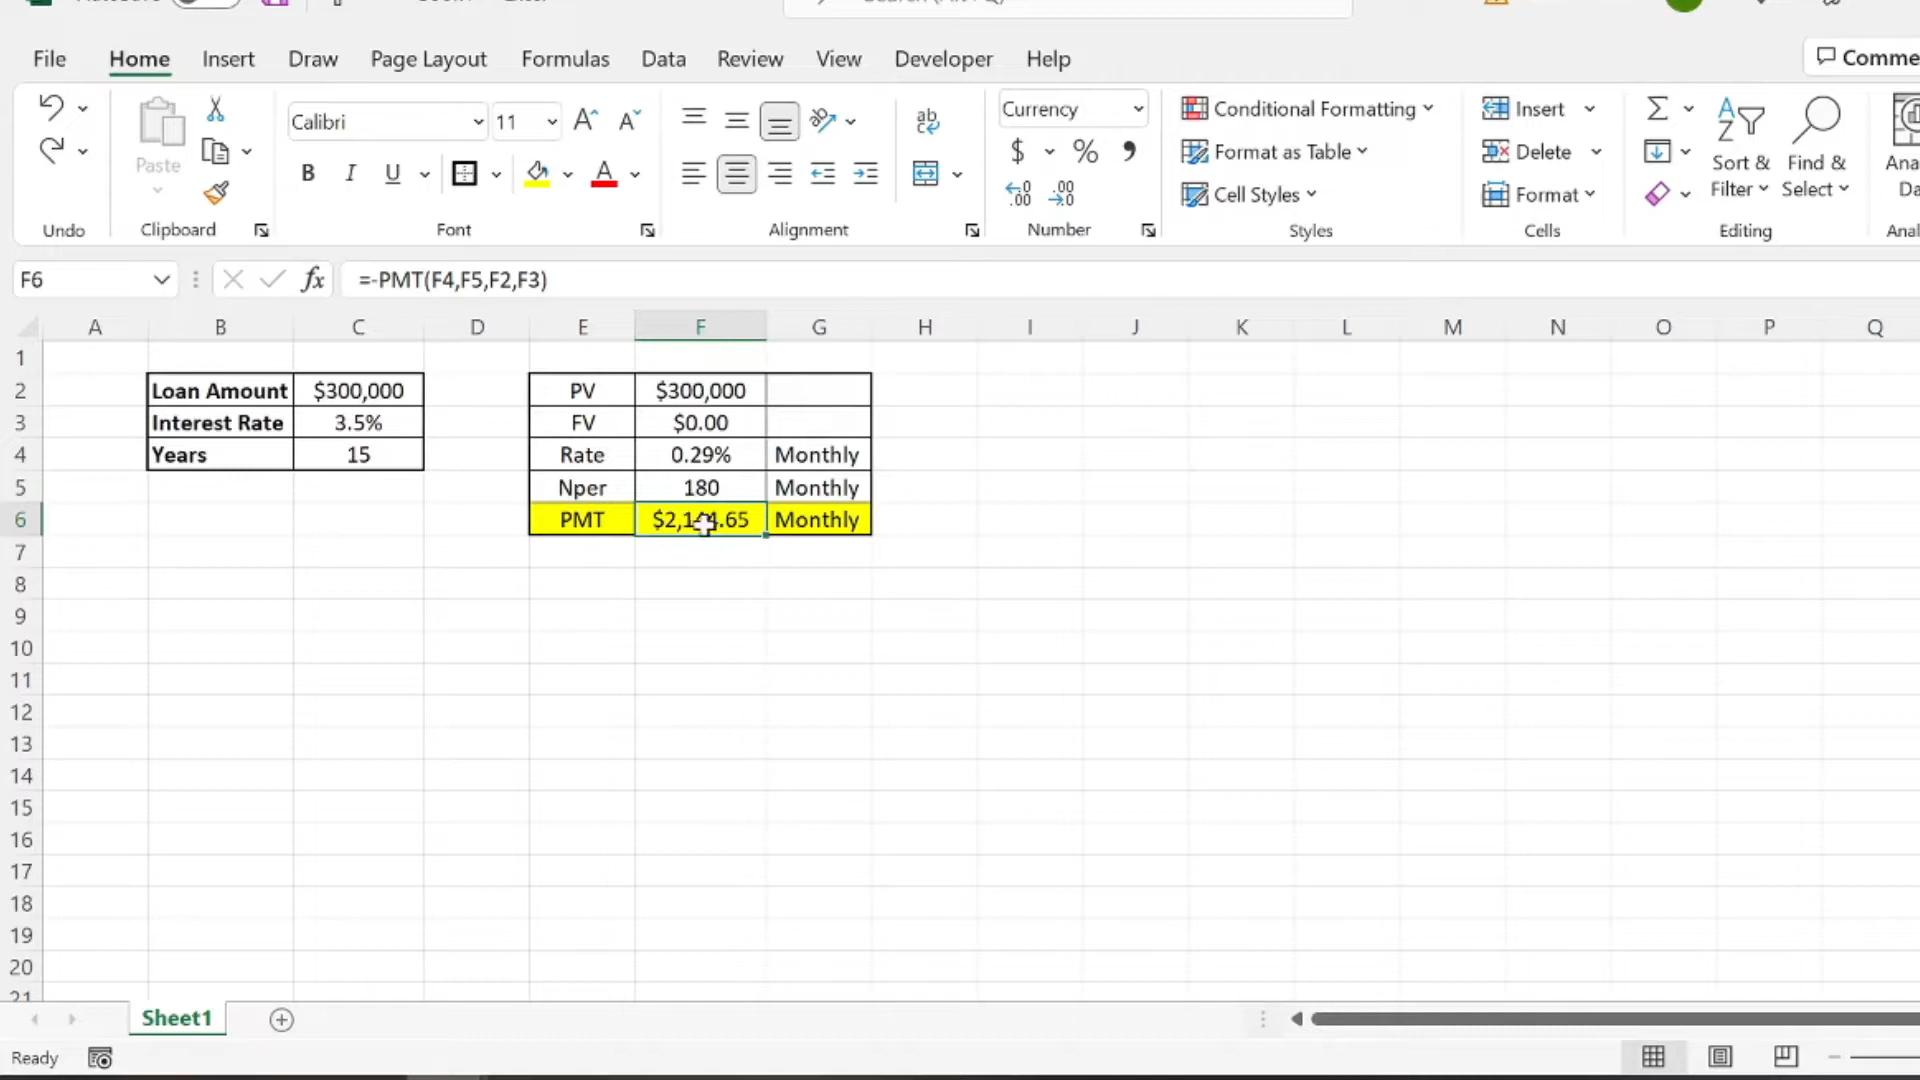 File Home Insert Draw Page Layout Formulas Data Review View Developer Help
Calibri 11 Currency Conditional Formatting Insert
Paste Format as Table Delete Sort & Find &
B I U $ % Cell Styles Format Filter Select
Undo Clipboard Font Alignment Number Styles Cells Editing
F6 fx =-PMT(F4,F5,F2,F3)
A B C D E F G H I J K L M N O P Q
1
2 Loan Amount $300,000 PV $300,000
3 Interest Rate 3.5% FV $0.00
4 Years 15 Rate 0.29% Monthly
5 Nper 180 Monthly
6 PMT Monthly
7
8
9
10
11
12
13
14
15
16
17
18
19
20
21
Sheet1
Ready